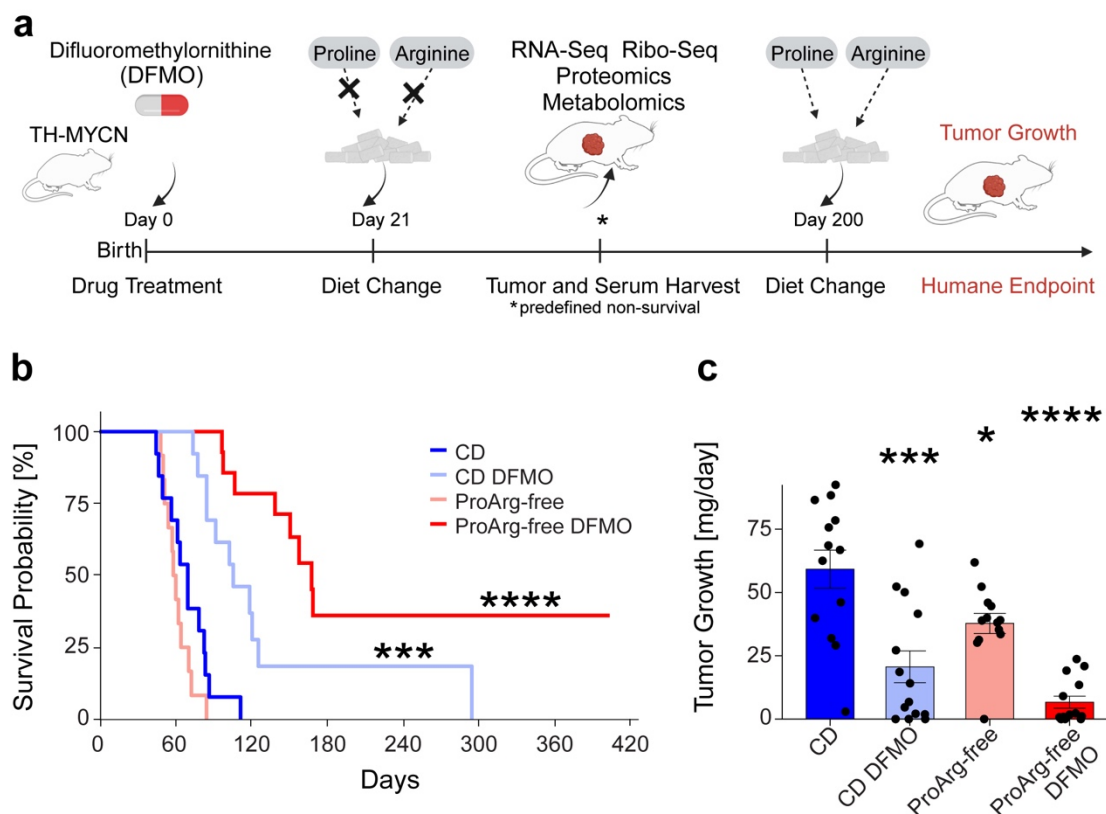 a
Difluoromethylornithine
(DFMO)
TH-MYCN
Proline Arginine
RNA-Seq Ribo-Seq
Proteomics
Metabolomics
Proline Arginine
Tumor Growth
Day 0 Day 21 * Day 200
Birth
Drug Treatment Diet Change Tumor and Serum Harvest Diet Change Humane Endpoint
*predefined non-survival
b
Survival Probability [%]
100
75
50
25
0
CD
CD DFMO
ProArg-free
ProArg-free DFMO
****
***
0 60 120 180 240 300 360 420
Days
c
*** * ****
Tumor Growth [mg/day]
75
50
25
0
CD
CD DFMO
ProArg-free
ProArg-free
DFMO